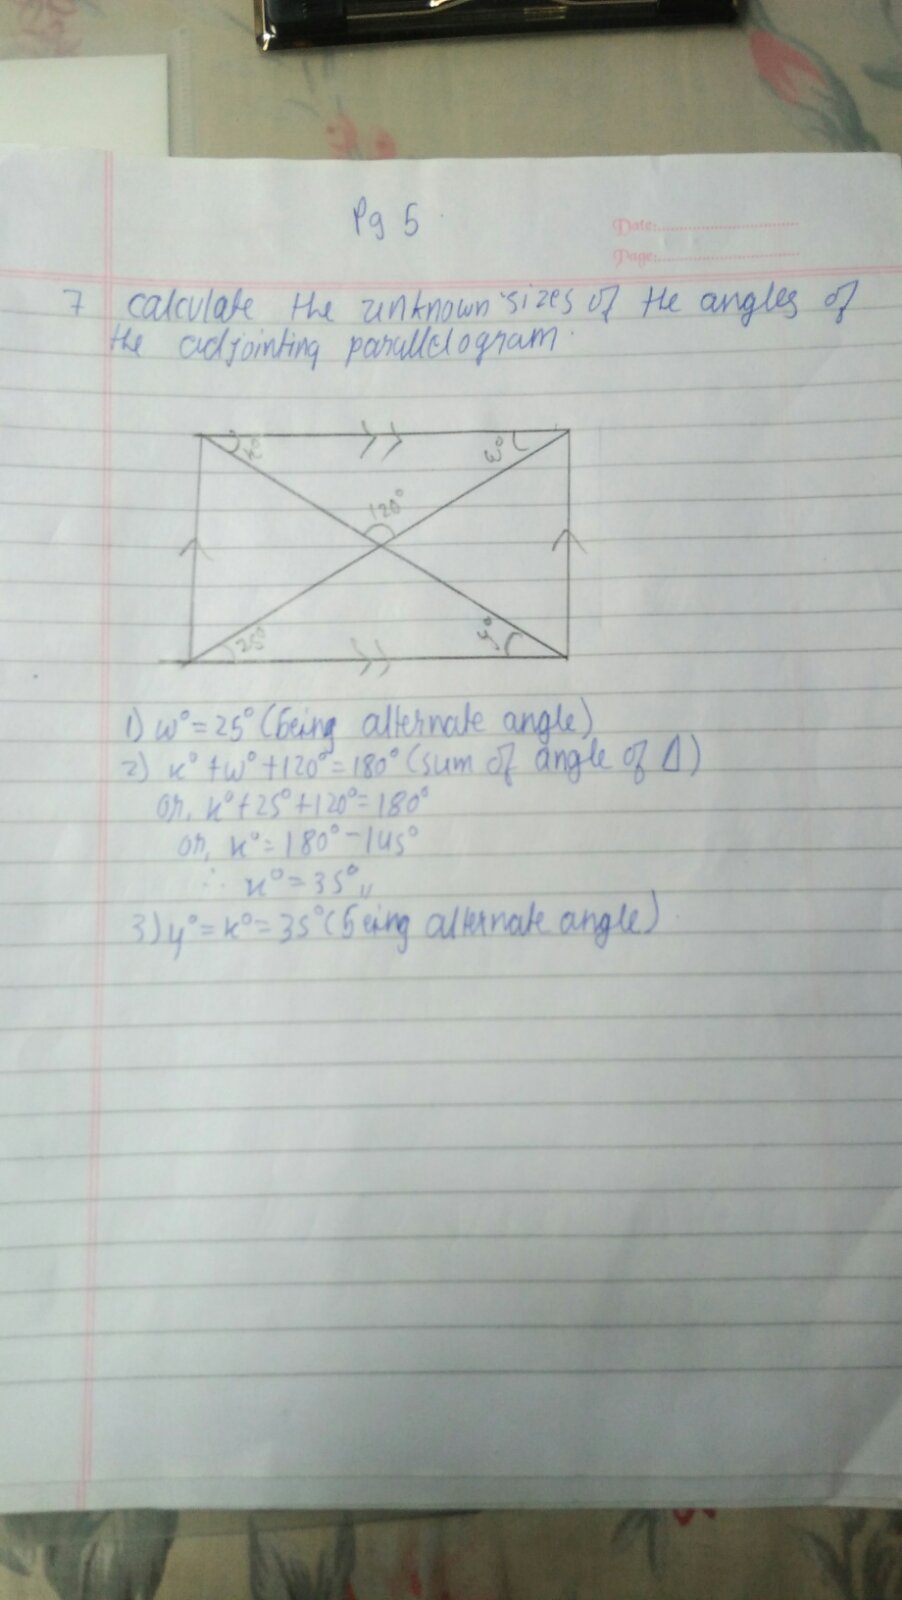 Pg 5
Date:
Page:
7 calculate the unknown sizes of the angles of
the adjointing parallelogram.
x° w°
120°
25° y°
1) w° = 25° (being alternate angle)
2) x° + w° + 120° = 180° (sum of angle of Δ)
or, x° + 25° + 120° = 180°
or, x° = 180° - 145°
∴ x° = 35°,,
3) y° = x° = 35° (being alternate angle)